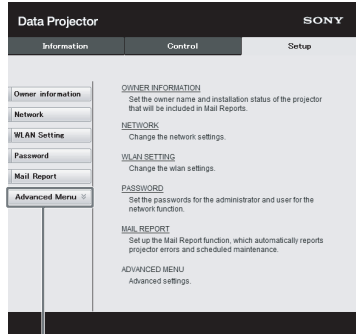 Data Projector
SONY
Information
Control
Setup
Owner information
Network
WLAN Setting
Password
Mail Report
Advanced Menu
OWNER INFORMATION
Set the owner name and installation status of the projector
that will be included in Mail Reports.
NETWORK
Change the network settings.
WLAN SETTING
Change the wlan settings.
PASSWORD
Set the passwords for the administrator and user for the
network function.
MAIL REPORT
Set up the Mail Report function, which automatically reports
projector errors and scheduled maintenance.
ADVANCED MENU
Advanced settings.